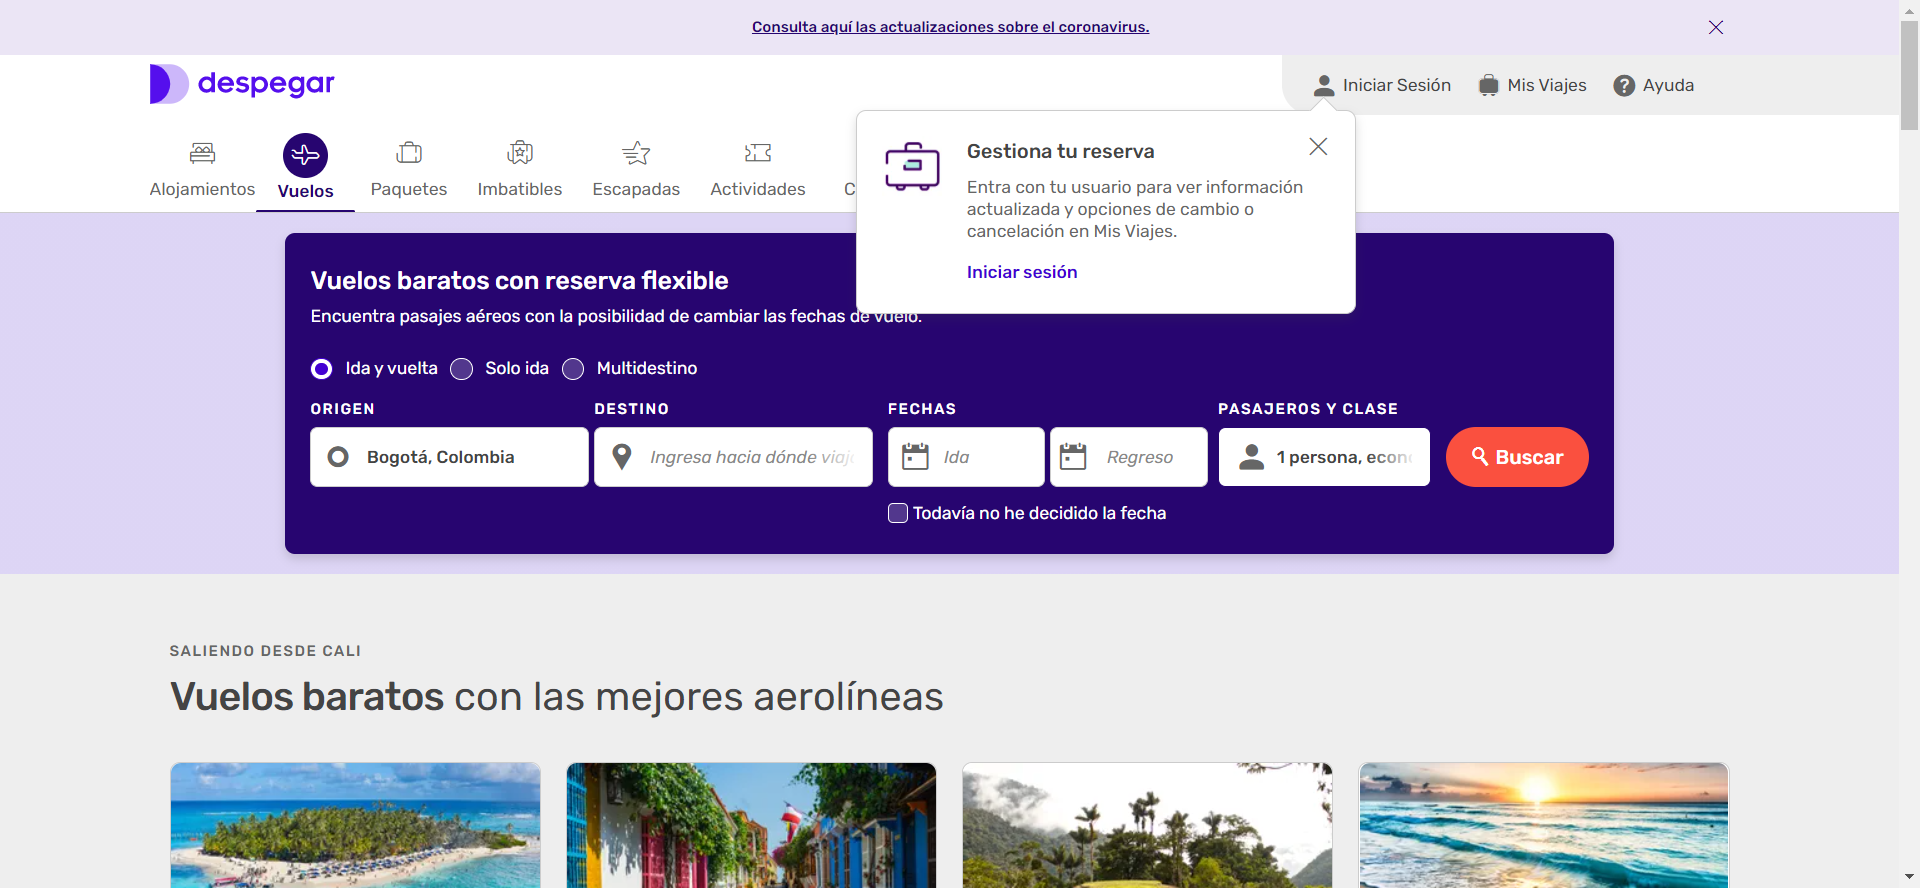 Consulta aquí las actualizaciones sobre el coronavirus.
despegar
Iniciar Sesión
Mis Viajes
Ayuda
Alojamientos
Vuelos
Paquetes
Imbatibles
Escapadas
Actividades
C
Gestiona tu reserva
Entra con tu usuario para ver información
actualizada y opciones de cambio o
cancelación en Mis Viajes.
Iniciar sesión
Vuelos baratos con reserva flexible
Encuentra pasajes aéreos con la posibilidad de cambiar las fechas de vuelo.
Ida y vuelta
Solo ida
Multidestino
ORIGEN
DESTINO
FECHAS
PASAJEROS Y CLASE
Bogotá, Colombia
Ingresa hacia dónde viaj
Ida
Regreso
1 persona, econ
Buscar
Todavía no he decidido la fecha
SALIENDO DESDE CALI
Vuelos baratos con las mejores aerolíneas